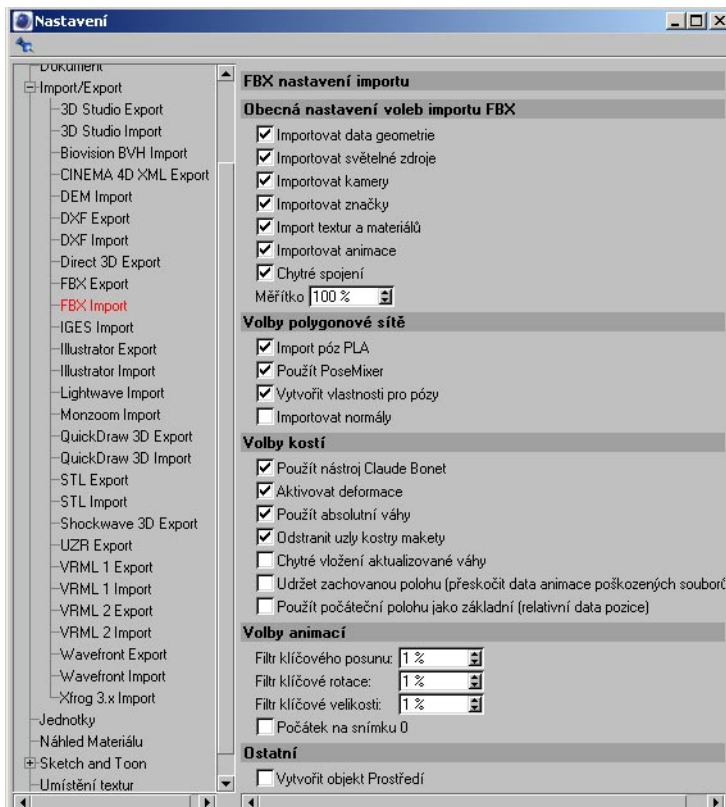 Nastavení
Dokument
Import/Export
3D Studio Export
3D Studio Import
Biovision BVH Import
CINEMA 4D XML Export
DEM Import
DXF Export
DXF Import
Direct 3D Export
FBX Export
FBX Import
IGES Import
Illustrator Export
Illustrator Import
Lightwave Import
Monzoom Import
QuickDraw 3D Export
QuickDraw 3D Import
STL Export
STL Import
Shockwave 3D Export
UZR Export
VRML 1 Export
VRML 1 Import
VRML 2 Export
VRML 2 Import
Wavefront Export
Wavefront Import
Xfrog 3.x Import
Jednotky
Náhled Materiálu
Sketch and Toon
Umístění textur
FBX nastavení importu
Obecná nastavení voleb importu FBX
Importovat data geometrie
Importovat světelné zdroje
Importovat kamery
Importovat značky
Import textur a materiálů
Importovat animace
Chytré spojení
Měřítko 100 %
Volby polygonové sítě
Import póz PLA
Použít PoseMixer
Vytvořit vlastnosti pro pózy
Importovat normály
Volby kostí
Použít nástroj Claude Bonet
Aktivovat deformace
Použít absolutní váhy
Odstranit uzly kostry makety
Chytré vložení aktualizované váhy
Udržet zachovanou polohu (přeskočit data animace poškozených souborů
Použít počáteční polohu jako základní (relativní data pozice)
Volby animací
Filtr klíčového posunu: 1 %
Filtr klíčové rotace: 1 %
Filtr klíčové velikosti: 1 %
Počátek na snímku 0
Ostatní
Vytvořit objekt Prostředí